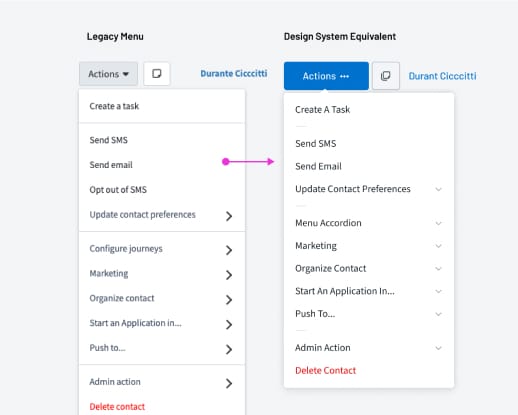 Legacy Menu
Design System Equivalent
Actions
Durante Cicccitti
Actions
Durant Cicccitti
Create a task
Send SMS
Send email
Opt out of SMS
Update contact preferences
Configure journeys
Marketing
Organize contact
Start an Application in...
Push to...
Admin action
Delete contact
Create A Task
Send SMS
Send Email
Update Contact Preferences
Menu Accordion
Marketing
Organize Contact
Start An Application In...
Push To...
Admin Action
Delete Contact